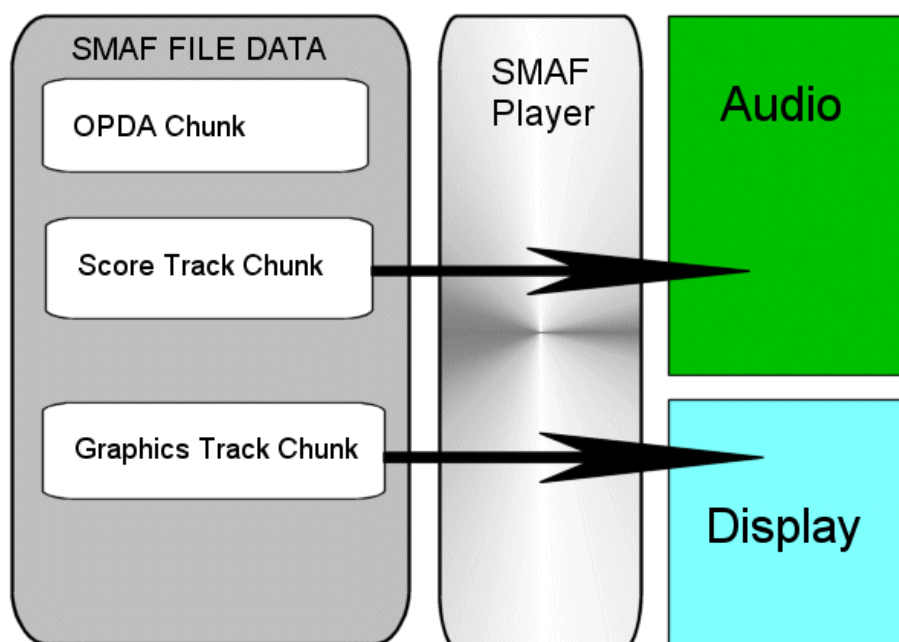 SMAF FILE DATA
OPDA Chunk
Score Track Chunk
Graphics Track Chunk
SMAF
Player
Audio
Display